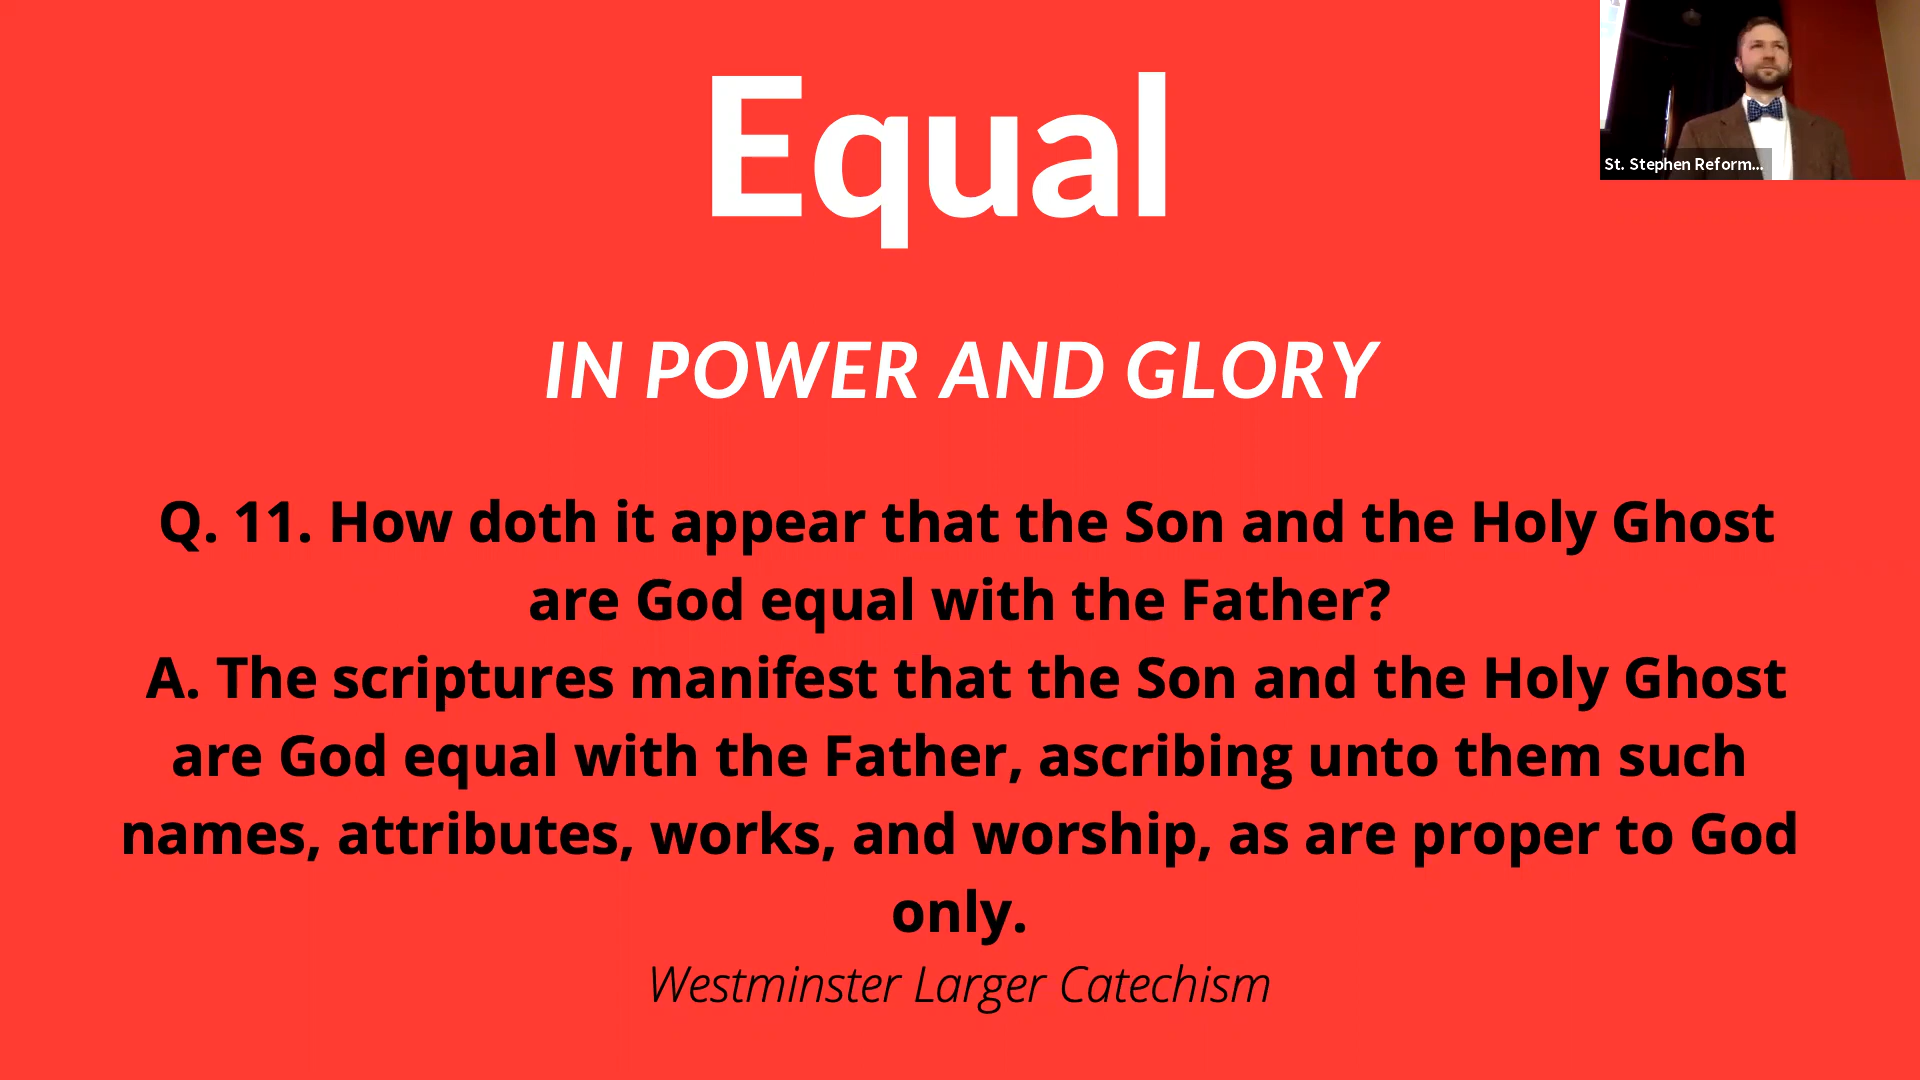 Equal
St. Stephen Reform...
IN POWER AND GLORY
Q. 11. How doth it appear that the Son and the Holy Ghost
are God equal with the Father?
A. The scriptures manifest that the Son and the Holy Ghost
are God equal with the Father, ascribing unto them such
names, attributes, works, and worship, as are proper to God
only.
Westminster Larger Catechism